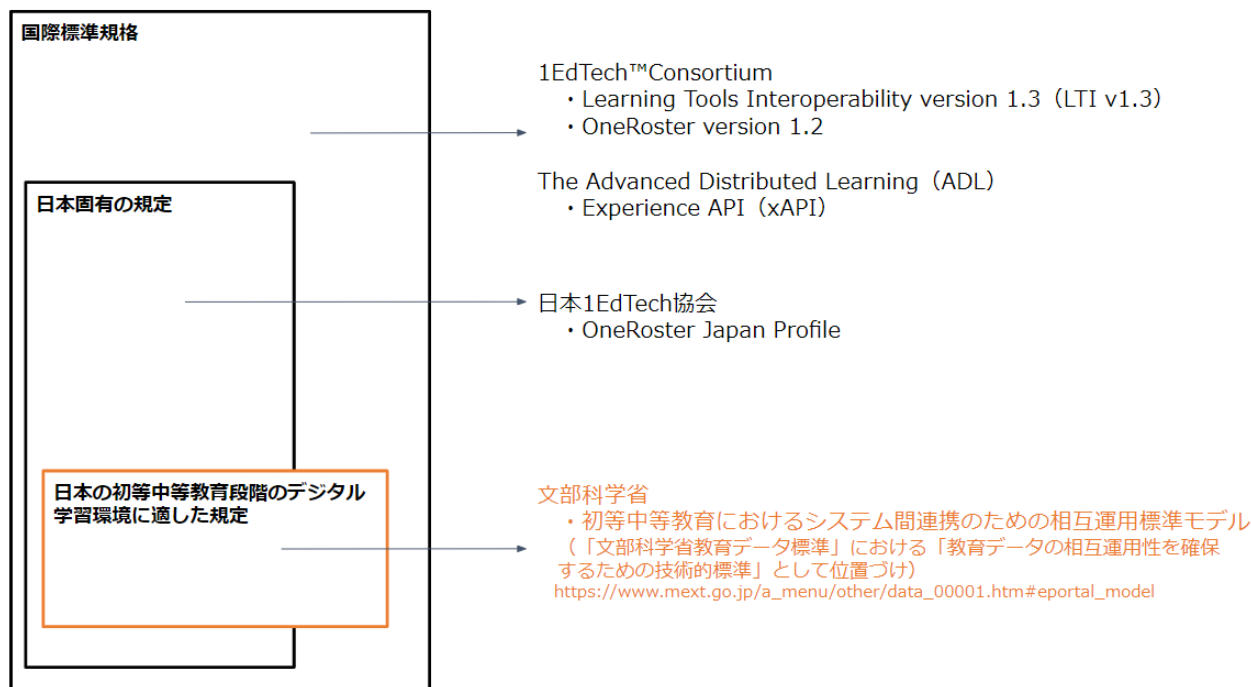 国際標準規格
1EdTech™Consortium
・Learning Tools Interoperability version 1.3（LTI v1.3）
・OneRoster version 1.2
The Advanced Distributed Learning（ADL）
・Experience API（xAPI）
日本固有の規定
日本1EdTech協会
・OneRoster Japan Profile
日本の初等中等教育段階のデジタル
学習環境に適した規定
文部科学省
・初等中等教育におけるシステム間連携のための相互運用標準モデル
（「文部科学省教育データ標準」における「教育データの相互運用性を確保
するための技術的標準」として位置づけ）
https://www.mext.go.jp/a_menu/other/data_00001.htm#eportal_model